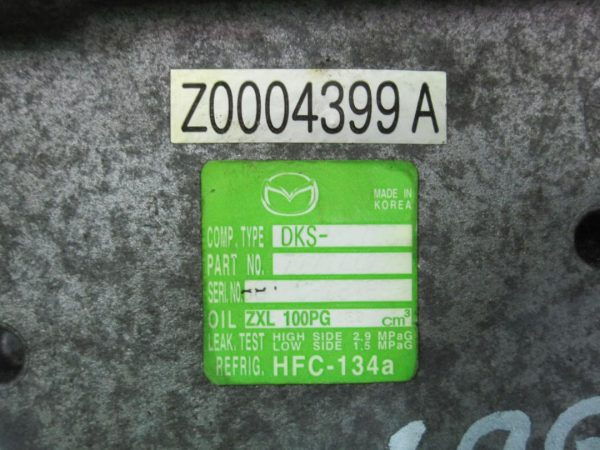 Z0004399A
MADE IN
KOREA
COMP. TYPE DKS-
PART NO.
SERI. NO.
OIL ZXL 100PG cm³
LEAK. TEST HIGH SIDE 2.9 MPaG
LOW SIDE 1.5 MPaG
REFRIG. HFC-134a